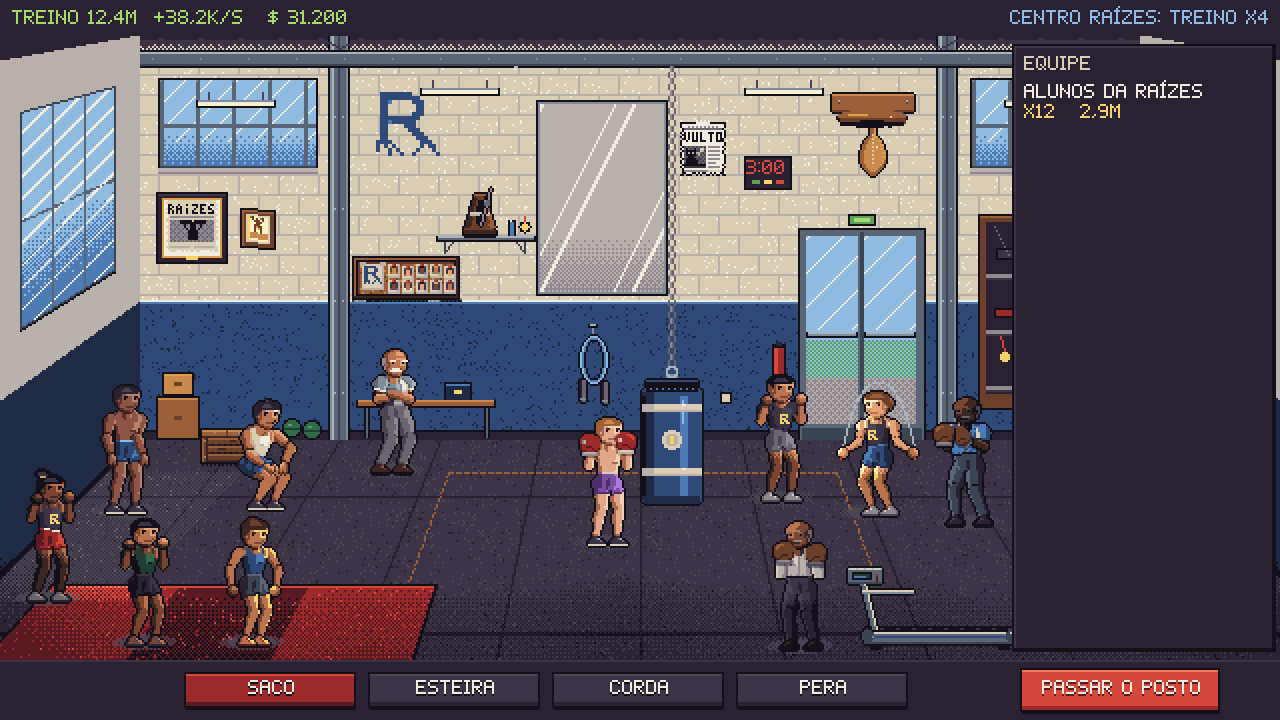 TREINO 12,4M +38,2K/S $ 31.200
CENTRO RAÍZES: TREINO X4
EQUIPE
ALUNOS DA RAÍZES
X12 2,9M
R
VULTO
3:00
RAÍZES
R
R
R
R
SACO
ESTEIRA
CORDA
PERA
PASSAR O POSTO